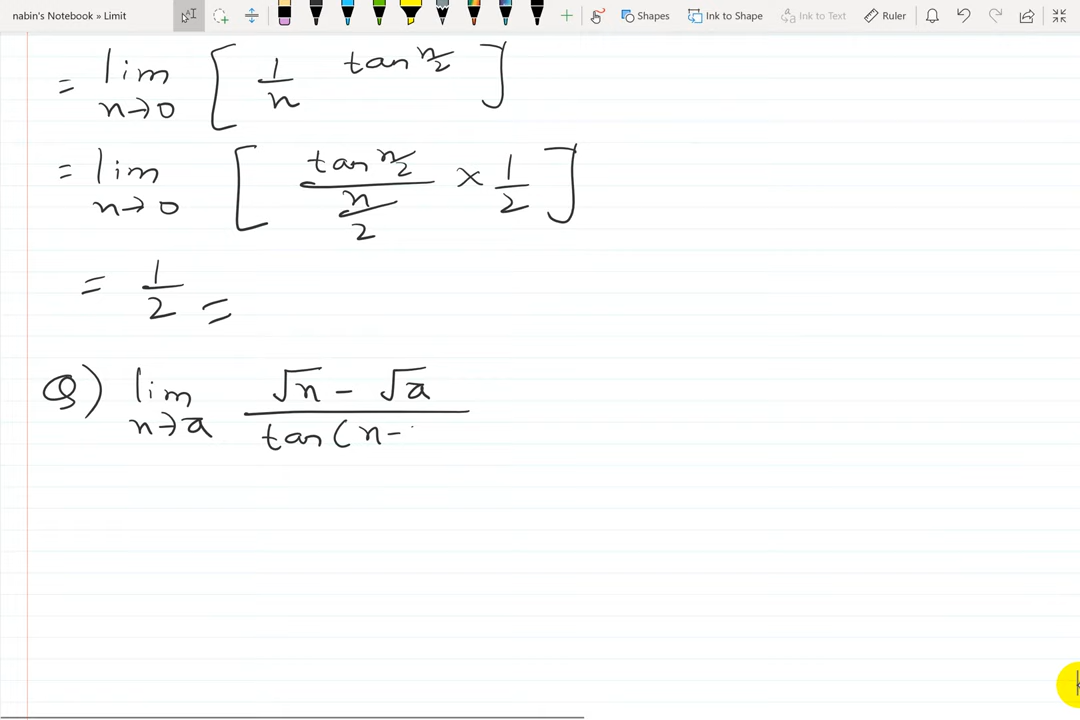 nabin's Notebook » Limit Shapes Ink to Shape Ink to Text Ruler
= lim n→0 [ 1/n tan n/2 ]
= lim n→0 [ tan n/2 / n/2 × 1/2 ]
= 1/2 =
Q) lim n→a √n - √a / tan(n-